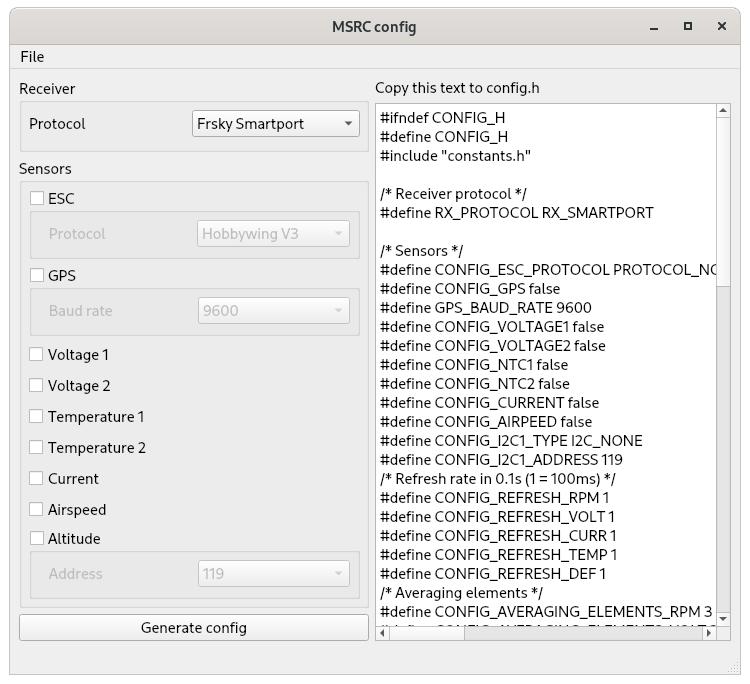 MSRC config
File
Receiver
Protocol
Frsky Smartport
Sensors
ESC
Protocol
Hobbywing V3
GPS
Baud rate
9600
Voltage 1
Voltage 2
Temperature 1
Temperature 2
Current
Airspeed
Altitude
Address
119
Generate config
Copy this text to config.h
#ifndef CONFIG_H
#define CONFIG_H
#include "constants.h"
/* Receiver protocol */
#define RX_PROTOCOL RX_SMARTPORT
/* Sensors */
#define CONFIG_ESC_PROTOCOL PROTOCOL_NO
#define CONFIG_GPS false
#define GPS_BAUD_RATE 9600
#define CONFIG_VOLTAGE1 false
#define CONFIG_VOLTAGE2 false
#define CONFIG_NTC1 false
#define CONFIG_NTC2 false
#define CONFIG_CURRENT false
#define CONFIG_AIRPEED false
#define CONFIG_I2C1_TYPE I2C_NONE
#define CONFIG_I2C1_ADDRESS 119
/* Refresh rate in 0.1s (1 = 100ms) */
#define CONFIG_REFRESH_RPM 1
#define CONFIG_REFRESH_VOLT 1
#define CONFIG_REFRESH_CURR 1
#define CONFIG_REFRESH_TEMP 1
#define CONFIG_REFRESH_DEF 1
/* Averaging elements */
#define CONFIG_AVERAGING_ELEMENTS_RPM 3